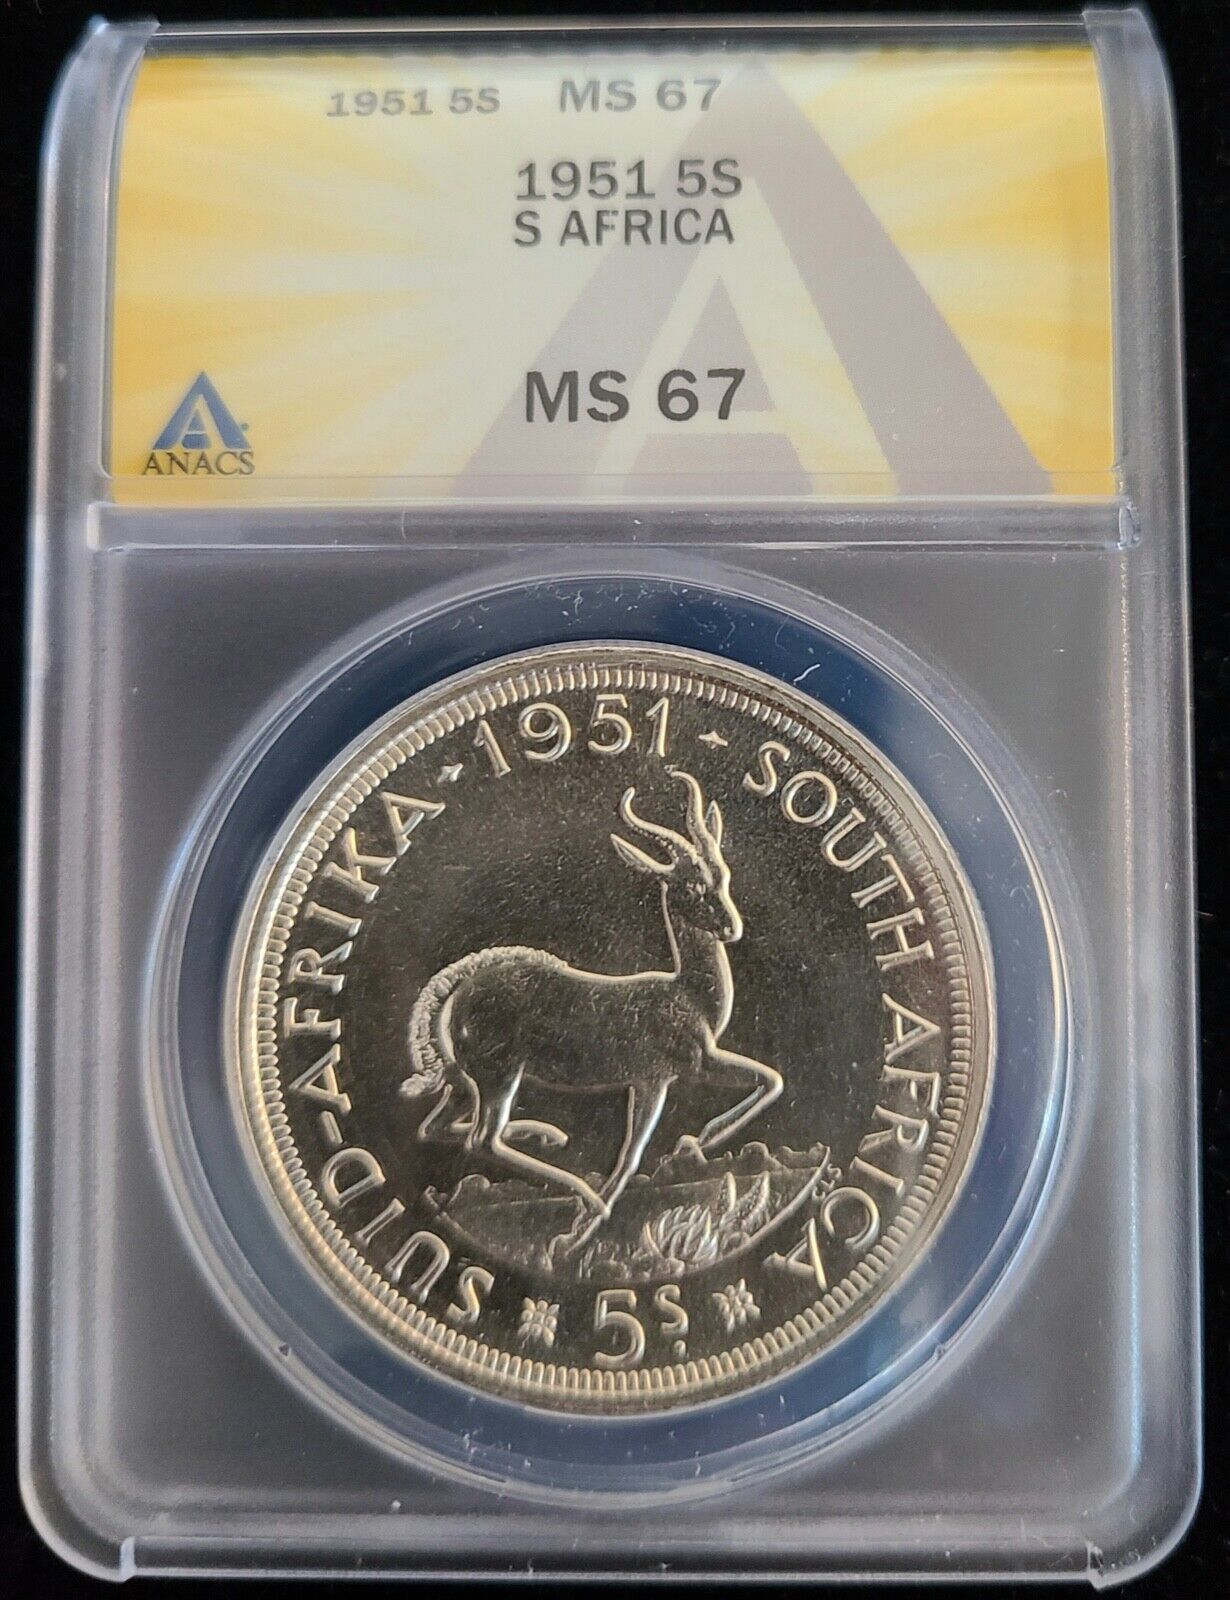 1951 5S MS 67
1951 5S
S AFRICA
MS 67
ANACS
SUID-AFRIKA · 1951 · SOUTH AFRICA
5S